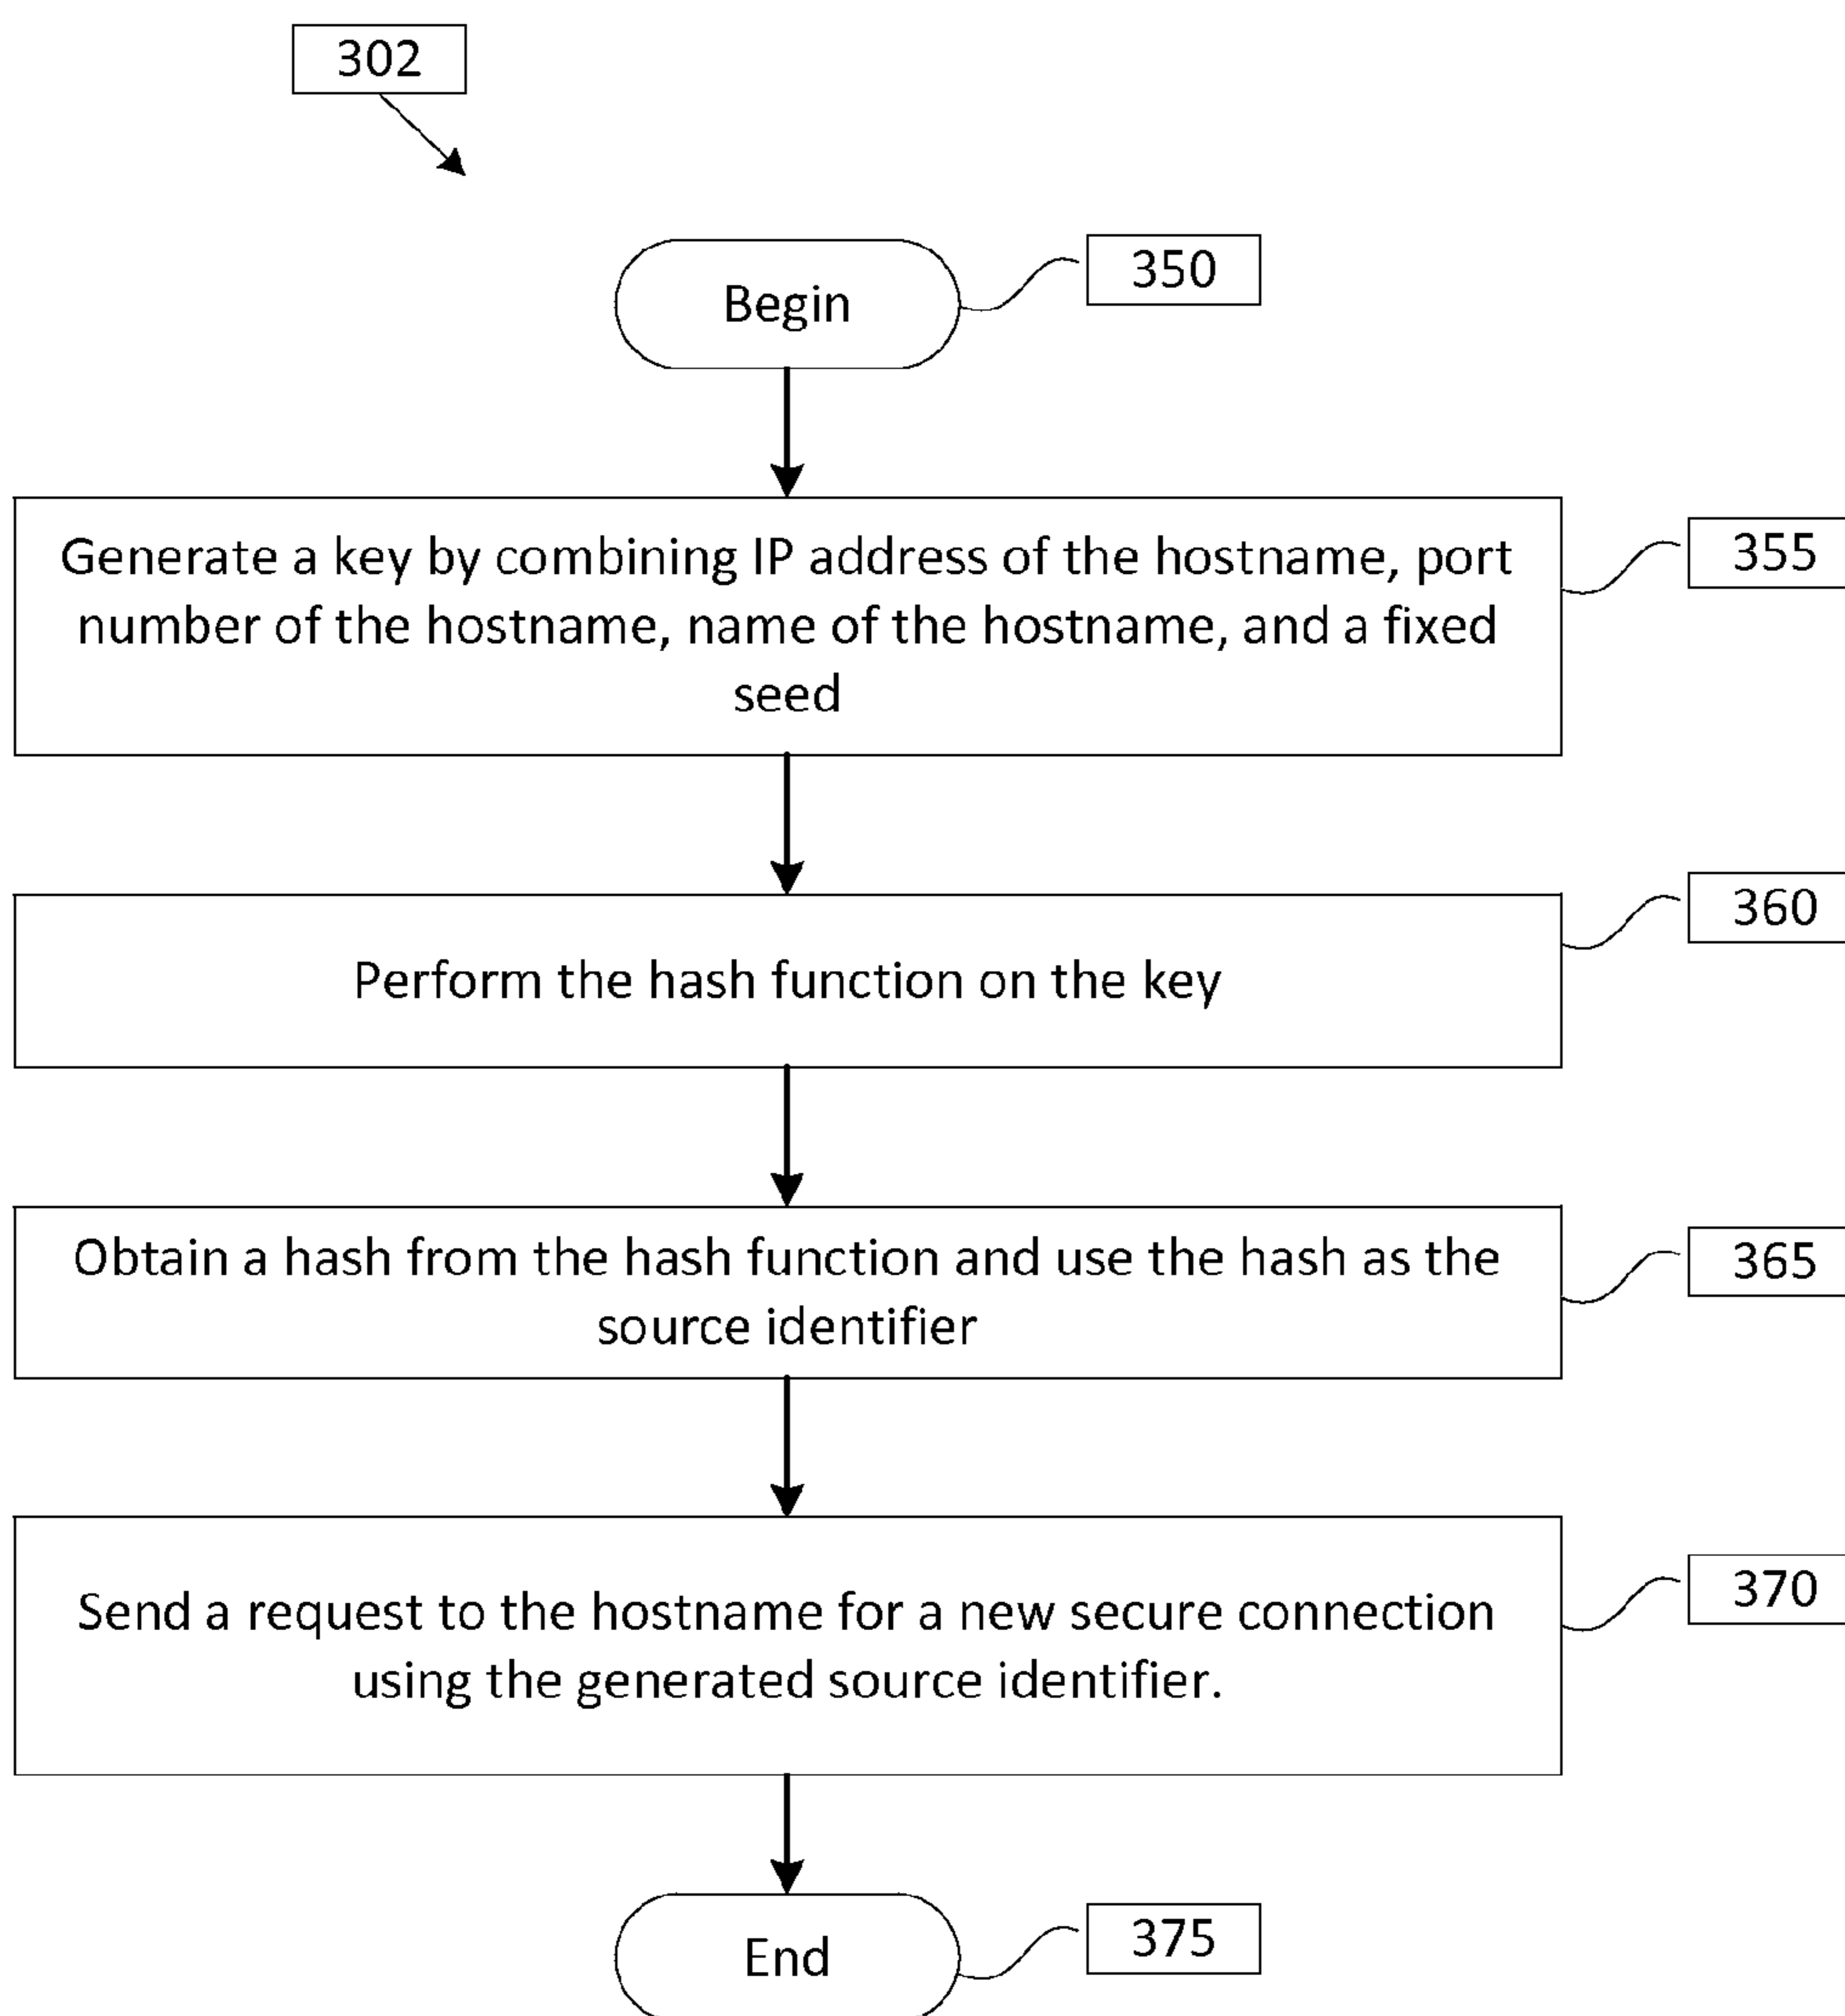 302
Begin
350
Generate a key by combining IP address of the hostname, port
number of the hostname, name of the hostname, and a fixed
seed
355
Perform the hash function on the key
360
Obtain a hash from the hash function and use the hash as the
source identifier
365
Send a request to the hostname for a new secure connection
using the generated source identifier.
370
End
375